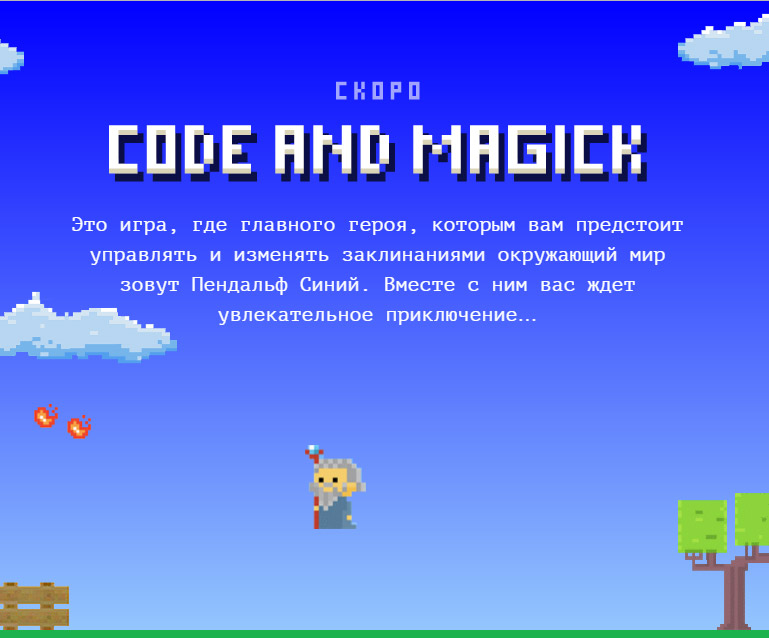 СКОРО
CODE AND MAGICK
Это игра, где главного героя, которым вам предстоит
управлять и изменять заклинаниями окружающий мир
зовут Пендальф Синий. Вместе с ним вас ждет
увлекательное приключение...